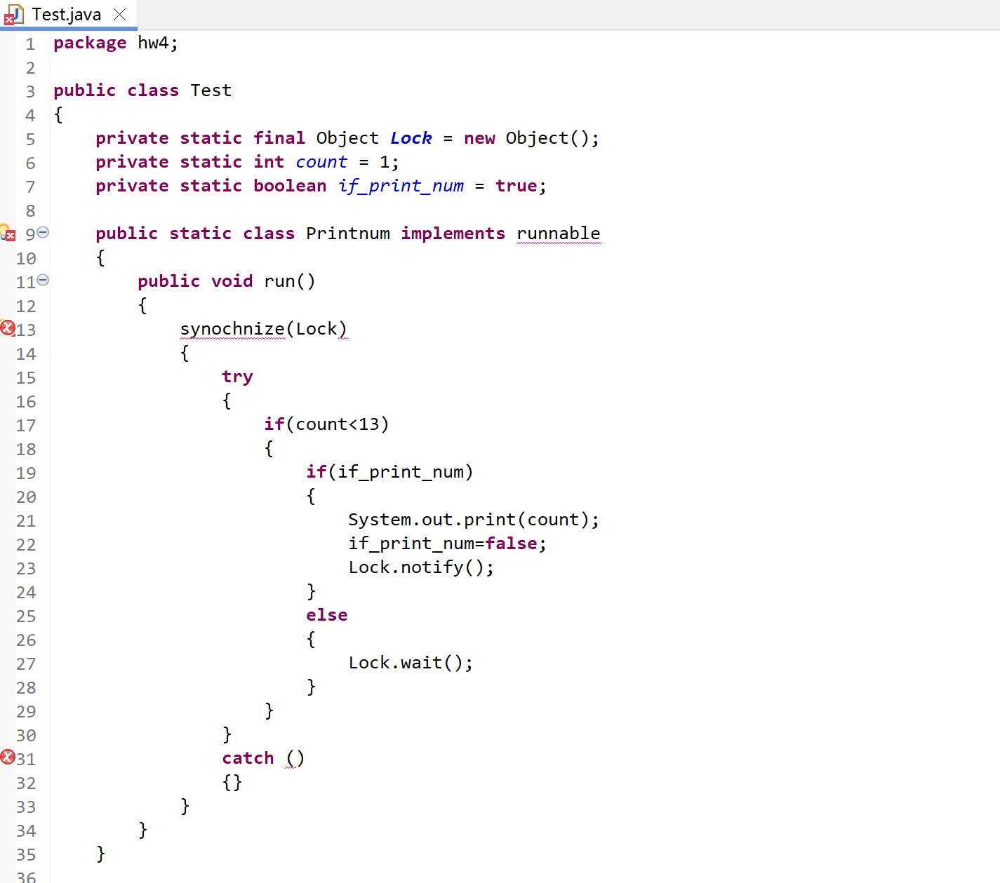 Test.java
1 package hw4;
2
3 public class Test
4 {
5 private static final Object Lock = new Object();
6 private static int count = 1;
7 private static boolean if_print_num = true;
8
9 public static class Printnum implements runnable
10 {
11 public void run()
12 {
13 synochnize(Lock)
14 {
15 try
16 {
17 if(count<13)
18 {
19 if(if_print_num)
20 {
21 System.out.print(count);
22 if_print_num=false;
23 Lock.notify();
24 }
25 else
26 {
27 Lock.wait();
28 }
29 }
30 }
31 catch ()
32 {}
33 }
34 }
35 }
36